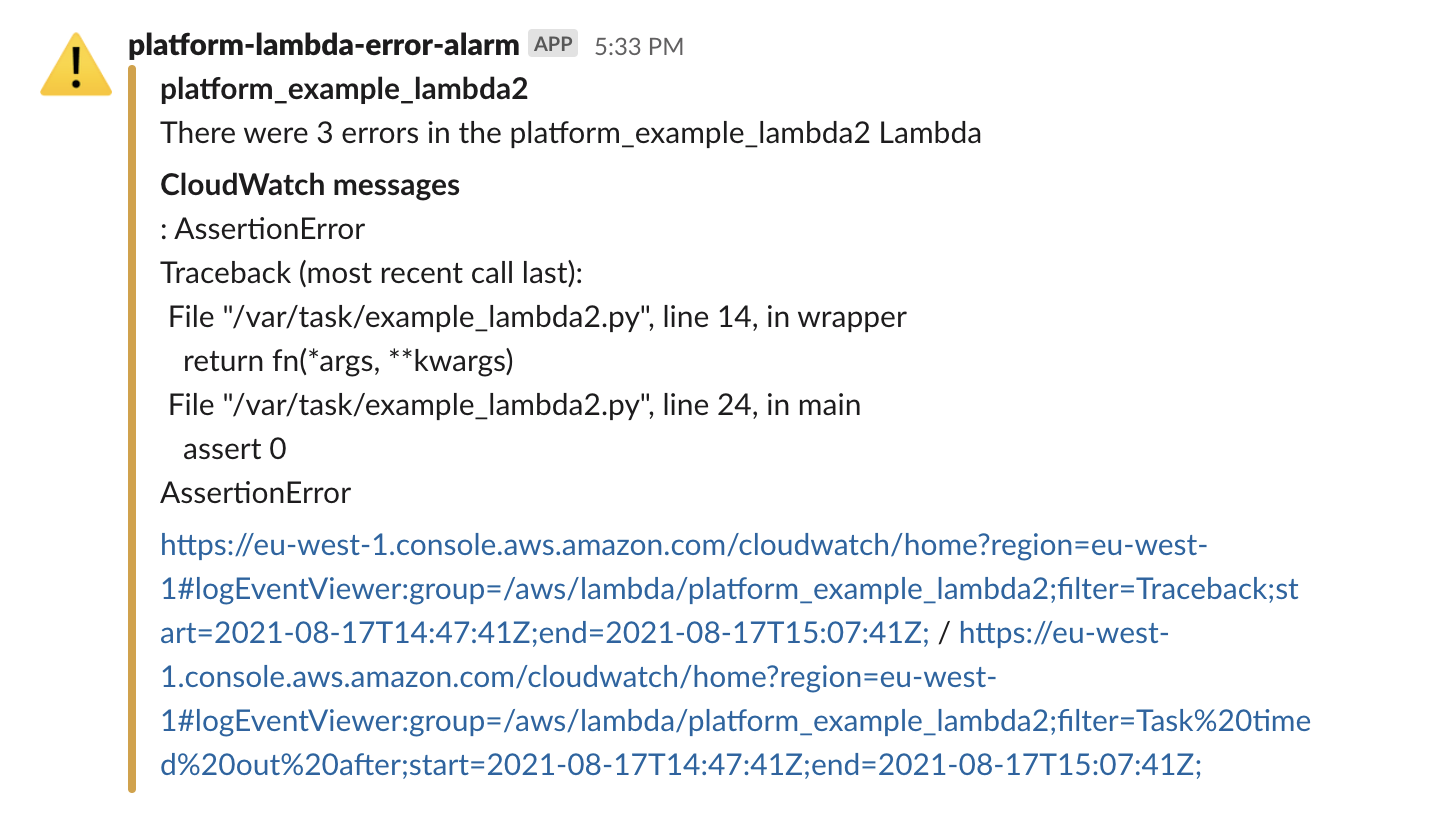 platform-lambda-error-alarm APP 5:33 PM
platform_example_lambda2
There were 3 errors in the platform_example_lambda2 Lambda
CloudWatch messages
: AssertionError
Traceback (most recent call last):
 File "/var/task/example_lambda2.py", line 14, in wrapper
  return fn(*args, **kwargs)
 File "/var/task/example_lambda2.py", line 24, in main
  assert 0
AssertionError
https://eu-west-1.console.aws.amazon.com/cloudwatch/home?region=eu-west-
1#logEventViewer:group=/aws/lambda/platform_example_lambda2;filter=Traceback;st
art=2021-08-17T14:47:41Z;end=2021-08-17T15:07:41Z; / https://eu-west-
1.console.aws.amazon.com/cloudwatch/home?region=eu-west-
1#logEventViewer:group=/aws/lambda/platform_example_lambda2;filter=Task%20time
d%20out%20after;start=2021-08-17T14:47:41Z;end=2021-08-17T15:07:41Z;